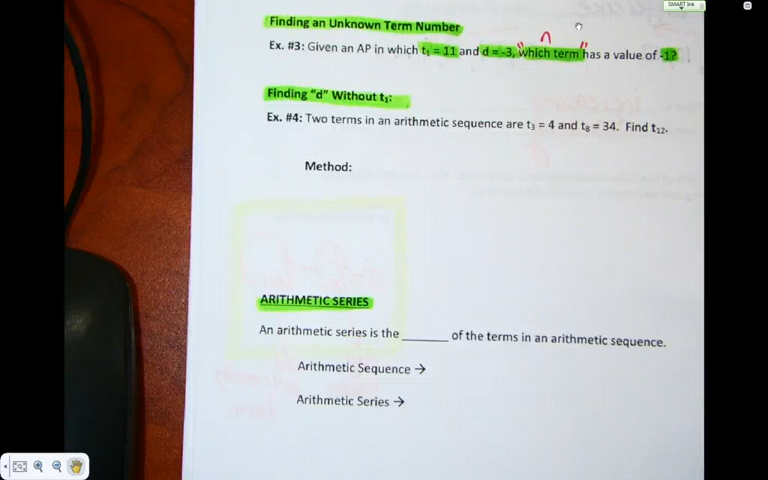 SMART Ink
Finding an Unknown Term Number
n
Ex. #3: Given an AP in which t₁ = 11 and d = -3, "which term" has a value of -1?
Finding "d" Without t₁:
Ex. #4: Two terms in an arithmetic sequence are t₃ = 4 and t₈ = 34. Find t₁₂.
Method:
ARITHMETIC SERIES
An arithmetic series is the ______ of the terms in an arithmetic sequence.
Arithmetic Sequence →
Arithmetic Series →